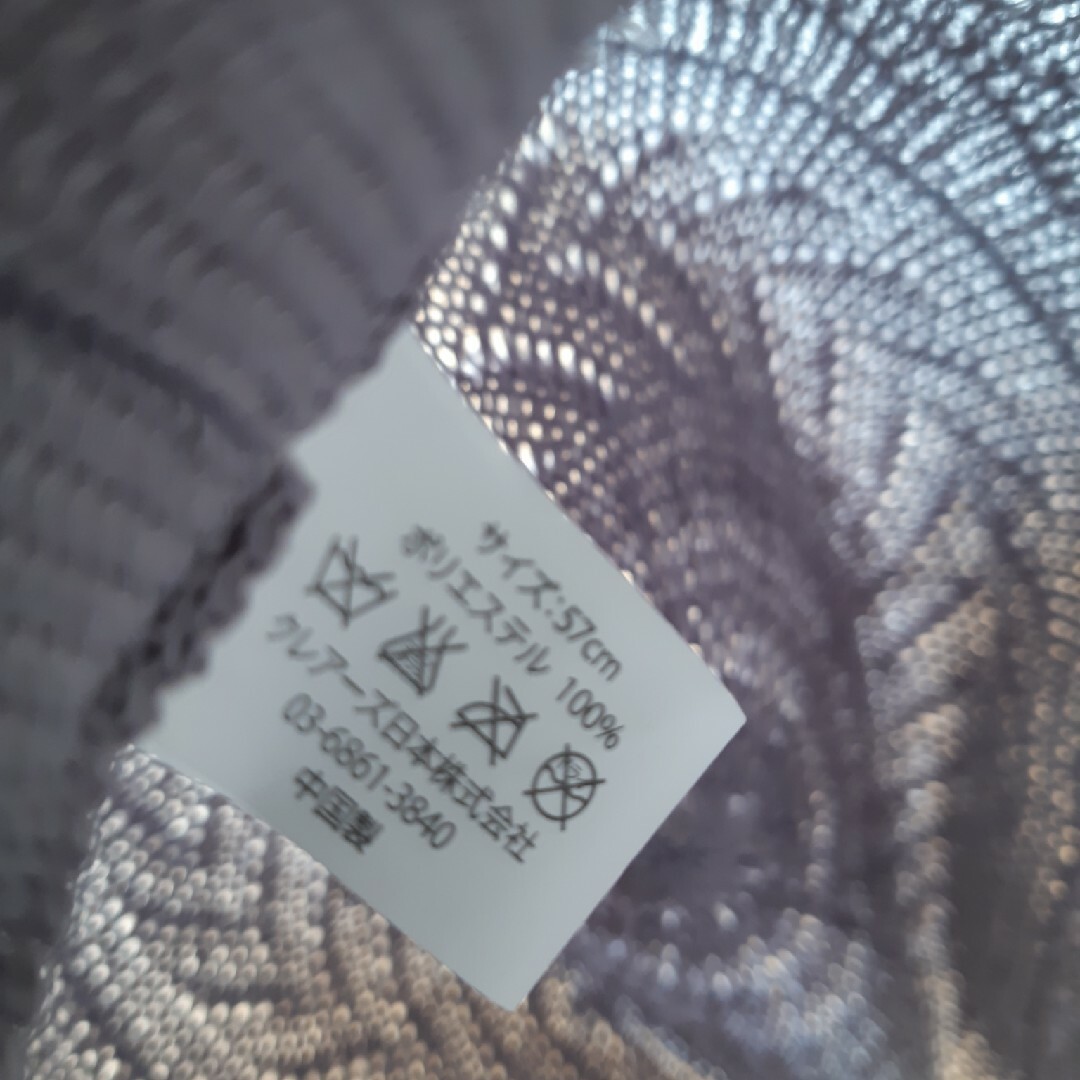 サイズ:57cm
ポリエステル 100%
クレアーズ日本株式会社
03-6861-3840
中国製